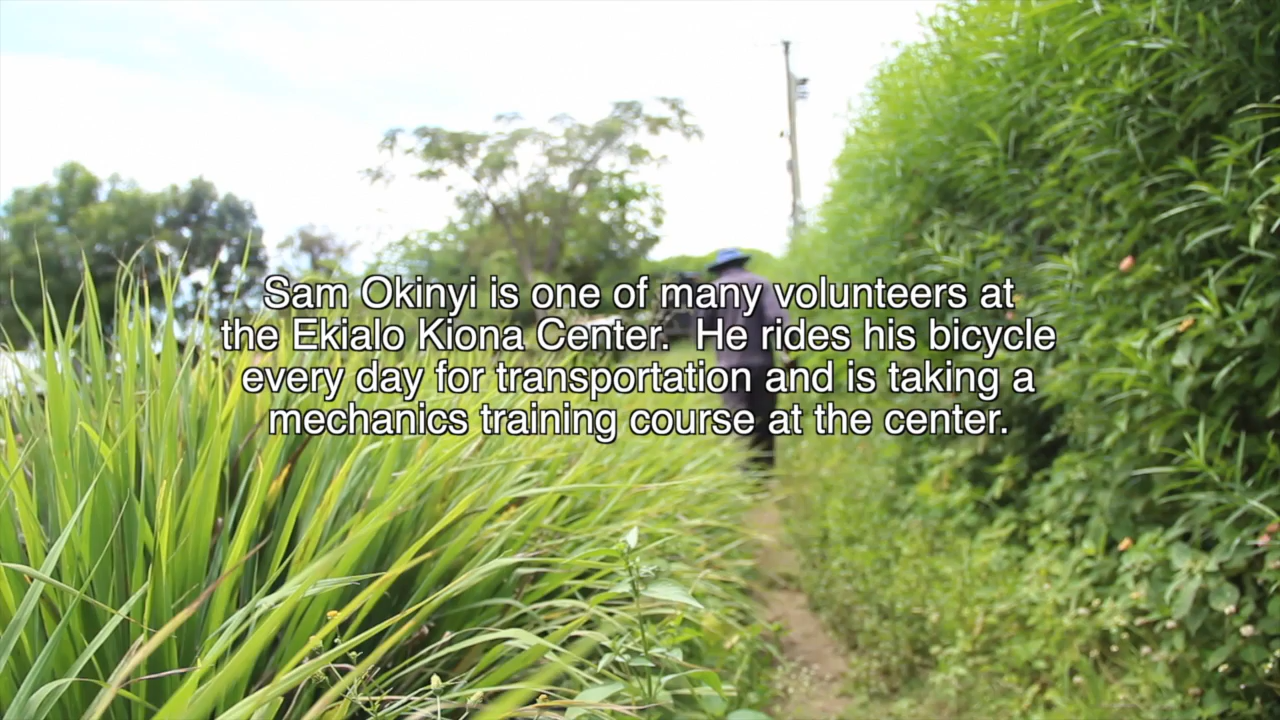 Sam Okinyi is one of many volunteers at
the Ekialo Kiona Center.  He rides his bicycle
every day for transportation and is taking a
mechanics training course at the center.